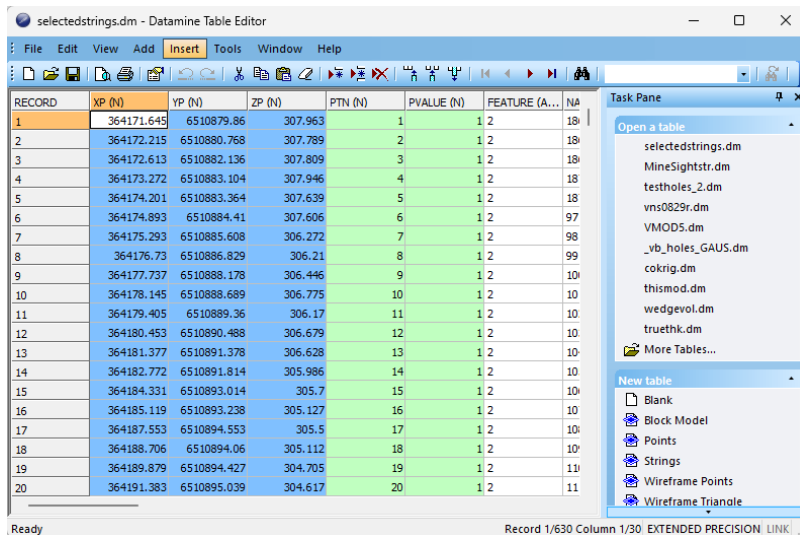 selectedstrings.dm - Datamine Table Editor
File Edit View Add Insert Tools Window Help
RECORD XP (N) YP (N) ZP (N) PTN (N) PVALUE (N) FEATURE (A... NA
1 364171.645 6510879.86 307.963 1 1 2
2 364172.215 6510880.768 307.789 2 1 2
3 364172.613 6510882.136 307.809 3 1 2
4 364173.272 6510883.104 307.946 4 1 2
5 364174.201 6510883.364 307.639 5 1 2
6 364174.893 6510884.41 307.606 6 1 2 97
7 364175.293 6510885.608 306.272 7 1 2 98
8 364176.73 6510886.829 306.21 8 1 2 99
9 364177.737 6510888.178 306.446 9 1 2
10 364178.145 6510888.689 306.775 10 1 2 10
11 364179.405 6510889.36 306.17 11 1 2
12 364180.453 6510890.488 306.679 12 1 2
13 364181.377 6510891.378 306.628 13 1 2
14 364182.772 6510891.814 305.986 14 1 2 10
15 364184.331 6510893.014 305.7 15 1 2
16 364185.119 6510893.238 305.127 16 1 2
17 364187.553 6510894.553 305.5 17 1 2
18 364188.706 6510894.06 305.112 18 1 2
19 364189.879 6510894.427 304.705 19 1 2
20 364191.383 6510895.039 304.617 20 1 2 11
Task Pane
Open a table
selectedstrings.dm
MineSightstr.dm
testholes_2.dm
vns0829r.dm
VMOD5.dm
_vb_holes_GAUS.dm
cokrig.dm
thismod.dm
wedgevol.dm
truethk.dm
More Tables...
New table
Blank
Block Model
Points
Strings
Wireframe Points
Wireframe Triangle
Ready Record 1/630 Column 1/30 EXTENDED PRECISION LINK